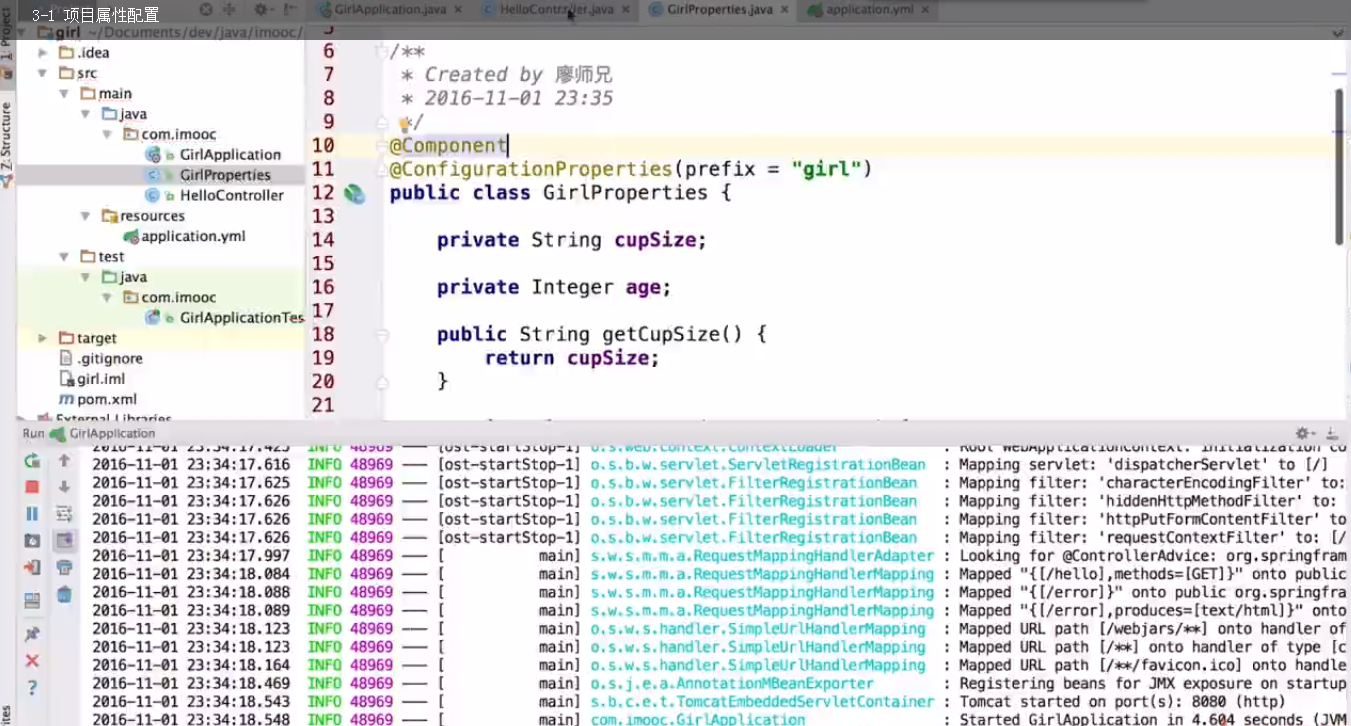 3-1 项目属性配置
GirlApplication.java
HelloController.java
GirlProperties.java
application.yml
girl ~/Documents/dev/java/imooc/
.idea
src
main
java
com.imooc
GirlApplication
GirlProperties
HelloController
resources
application.yml
test
java
com.imooc
GirlApplicationTes
target
.gitignore
girl.iml
pom.xml
External Libraries
1: Project
7: Structure
5
6 /**
7 * Created by 廖师兄
8 * 2016-11-01 23:35
9 */
10 @Component
11 @ConfigurationProperties(prefix = "girl")
12 public class GirlProperties {
13
14 private String cupSize;
15
16 private Integer age;
17
18 public String getCupSize() {
19 return cupSize;
20 }
21
Run GirlApplication
2016-11-01 23:34:17.425 INFO 48969 --- [ost-startStop-1] o.s.web.context.ContextLoader : Root WebApplicationContext: initialization co
2016-11-01 23:34:17.616 INFO 48969 --- [ost-startStop-1] o.s.b.w.servlet.ServletRegistrationBean : Mapping servlet: 'dispatcherServlet' to [/]
2016-11-01 23:34:17.625 INFO 48969 --- [ost-startStop-1] o.s.b.w.servlet.FilterRegistrationBean : Mapping filter: 'characterEncodingFilter' to:
2016-11-01 23:34:17.626 INFO 48969 --- [ost-startStop-1] o.s.b.w.servlet.FilterRegistrationBean : Mapping filter: 'hiddenHttpMethodFilter' to:
2016-11-01 23:34:17.626 INFO 48969 --- [ost-startStop-1] o.s.b.w.servlet.FilterRegistrationBean : Mapping filter: 'httpPutFormContentFilter' to
2016-11-01 23:34:17.626 INFO 48969 --- [ost-startStop-1] o.s.b.w.servlet.FilterRegistrationBean : Mapping filter: 'requestContextFilter' to: [/
2016-11-01 23:34:17.997 INFO 48969 --- [ main] s.w.s.m.m.a.RequestMappingHandlerAdapter : Looking for @ControllerAdvice: org.springfram
2016-11-01 23:34:18.084 INFO 48969 --- [ main] s.w.s.m.m.a.RequestMappingHandlerMapping : Mapped "{[/hello],methods=[GET]}" onto public
2016-11-01 23:34:18.088 INFO 48969 --- [ main] s.w.s.m.m.a.RequestMappingHandlerMapping : Mapped "{[/error]}" onto public org.springfra
2016-11-01 23:34:18.089 INFO 48969 --- [ main] s.w.s.m.m.a.RequestMappingHandlerMapping : Mapped "{[/error],produces=[text/html]}" onto
2016-11-01 23:34:18.123 INFO 48969 --- [ main] o.s.w.s.handler.SimpleUrlHandlerMapping : Mapped URL path [/webjars/**] onto handler of
2016-11-01 23:34:18.123 INFO 48969 --- [ main] o.s.w.s.handler.SimpleUrlHandlerMapping : Mapped URL path [/**] onto handler of type [c
2016-11-01 23:34:18.164 INFO 48969 --- [ main] o.s.w.s.handler.SimpleUrlHandlerMapping : Mapped URL path [/**/favicon.ico] onto handle
2016-11-01 23:34:18.469 INFO 48969 --- [ main] o.s.j.e.a.AnnotationMBeanExporter : Registering beans for JMX exposure on startup
2016-11-01 23:34:18.543 INFO 48969 --- [ main] s.b.c.e.t.TomcatEmbeddedServletContainer : Tomcat started on port(s): 8080 (http)
2016-11-01 23:34:18.548 INFO 48969 --- [ main] com.imooc.GirlApplication : Started GirlApplication in 4.604 seconds (JVM